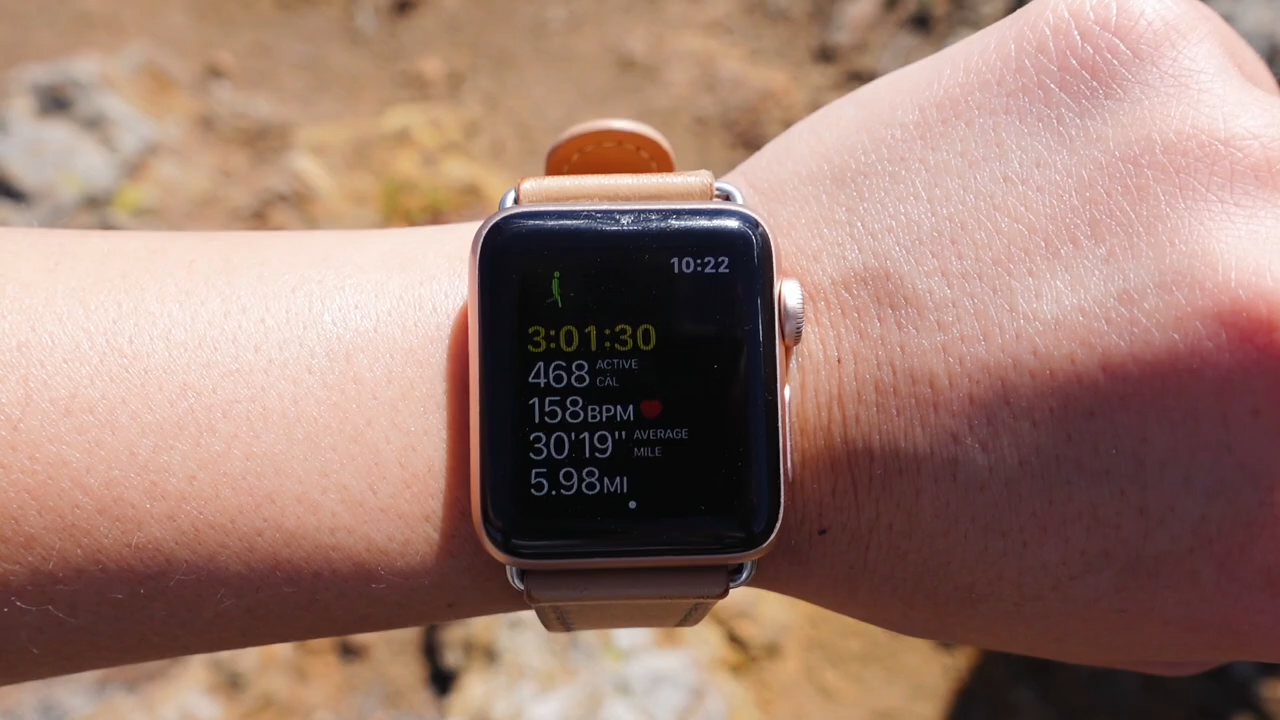 10:22
3:01:30
468 ACTIVE CAL
158BPM
30'19'' AVERAGE MILE
5.98MI